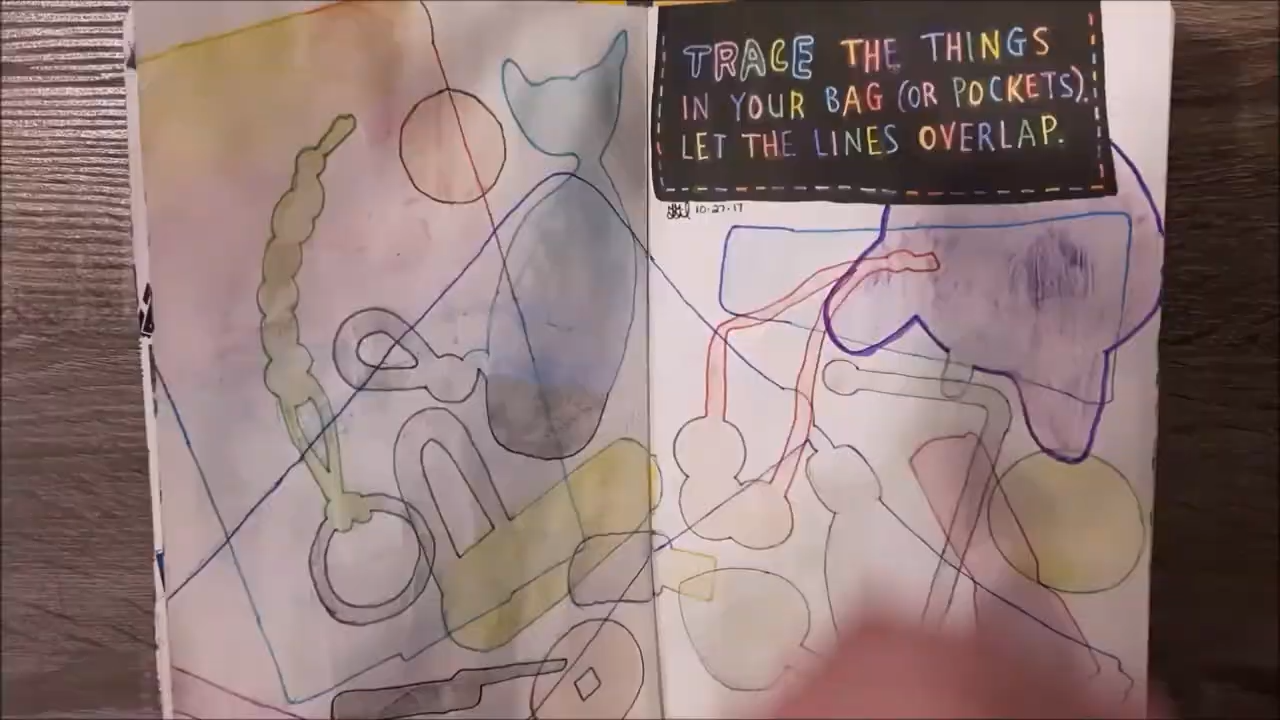 TRACE THE THINGS
IN YOUR BAG (OR POCKETS).
LET THE LINES OVERLAP.
10·27·17